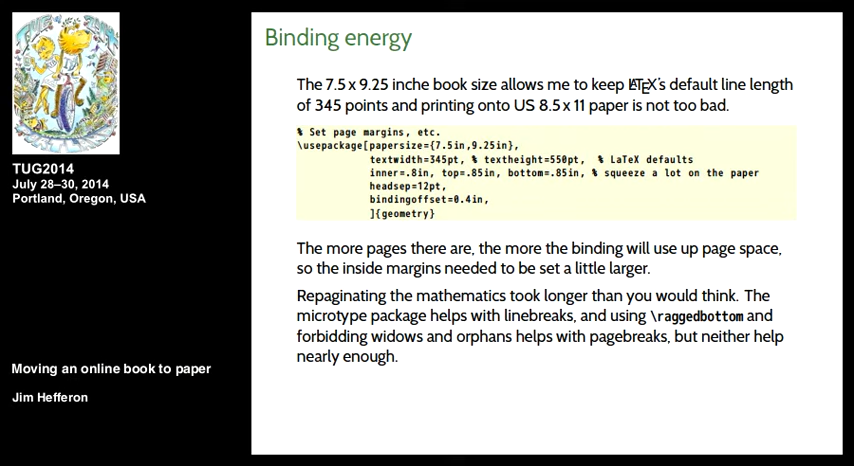 TUG2014
July 28–30, 2014
Portland, Oregon, USA
Moving an online book to paper
Jim Hefferon
Binding energy
The 7.5 x 9.25 inche book size allows me to keep LATEX's default line length
of 345 points and printing onto US 8.5 x 11 paper is not too bad.
% Set page margins, etc.
\usepackage[papersize={7.5in,9.25in},
textwidth=345pt, % textheight=550pt, % LaTeX defaults
inner=.8in, top=.85in, bottom=.85in, % squeeze a lot on the paper
headsep=12pt,
bindingoffset=0.4in,
]{geometry}
The more pages there are, the more the binding will use up page space,
so the inside margins needed to be set a little larger.
Repaginating the mathematics took longer than you would think. The
microtype package helps with linebreaks, and using \raggedbottom and
forbidding widows and orphans helps with pagebreaks, but neither help
nearly enough.